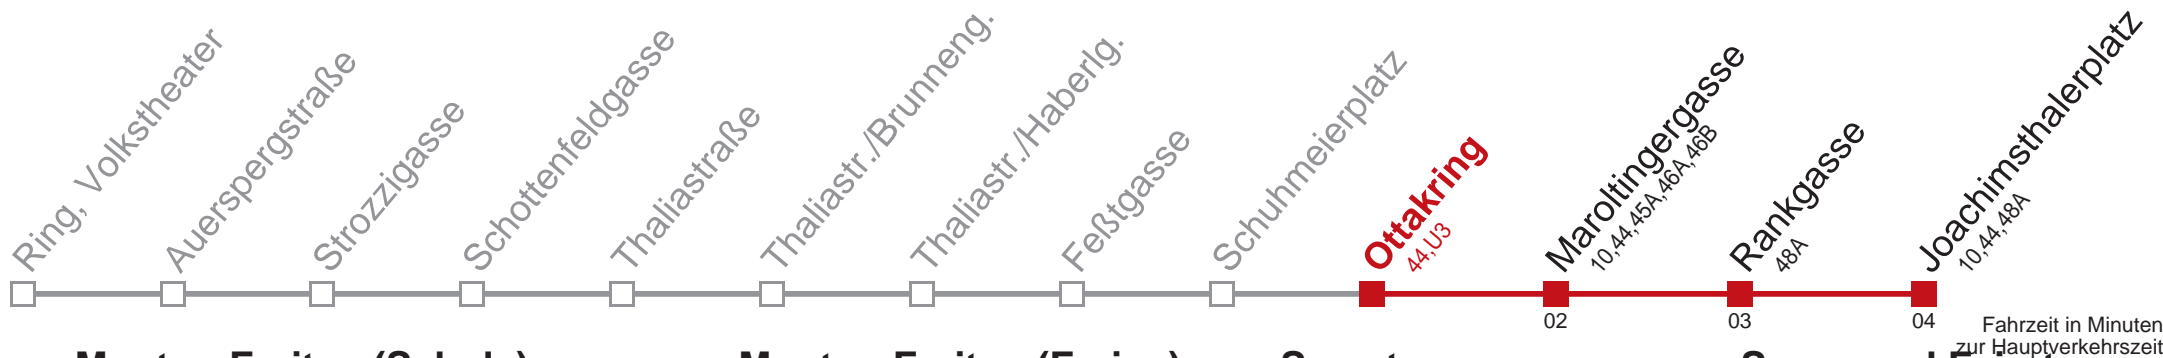 Ring, Volkstheater
Auerspergstraße
Strozzigasse
Schottenfeldgasse
Thaliastraße
Thaliastr./Brunneng.
Thaliastr./Haberlg.
Feßtgasse
Schuhmeierplatz
Ottakring
44,U3
Maroltingergasse
10,44,45A,46A,46B
Rankgasse
48A
Joachimsthalerplatz
10,44,48A
02 03 04
Fahrzeit in Minuten
zur Hauptverkehrszeit